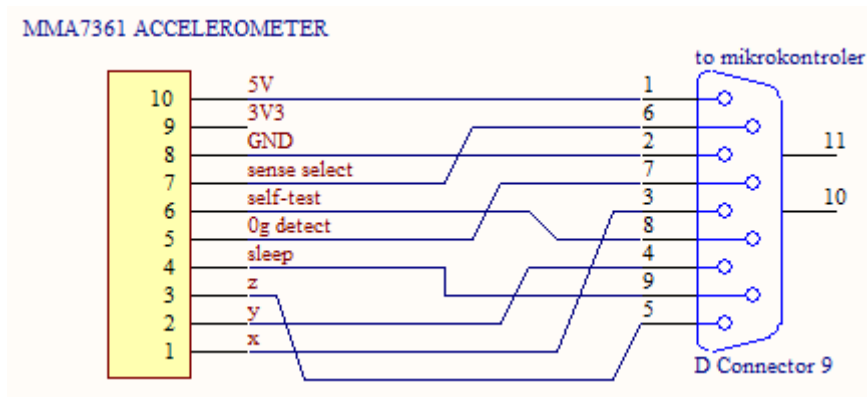 MMA7361 ACCELEROMETER
to mikrokontroler
10 5V 1
9 3V3 6
8 GND 2 11
7 sense select 7
6 self-test 3 10
5 0g detect 8
4 sleep 4
3 z 9
2 y 5
1 x
D Connector 9